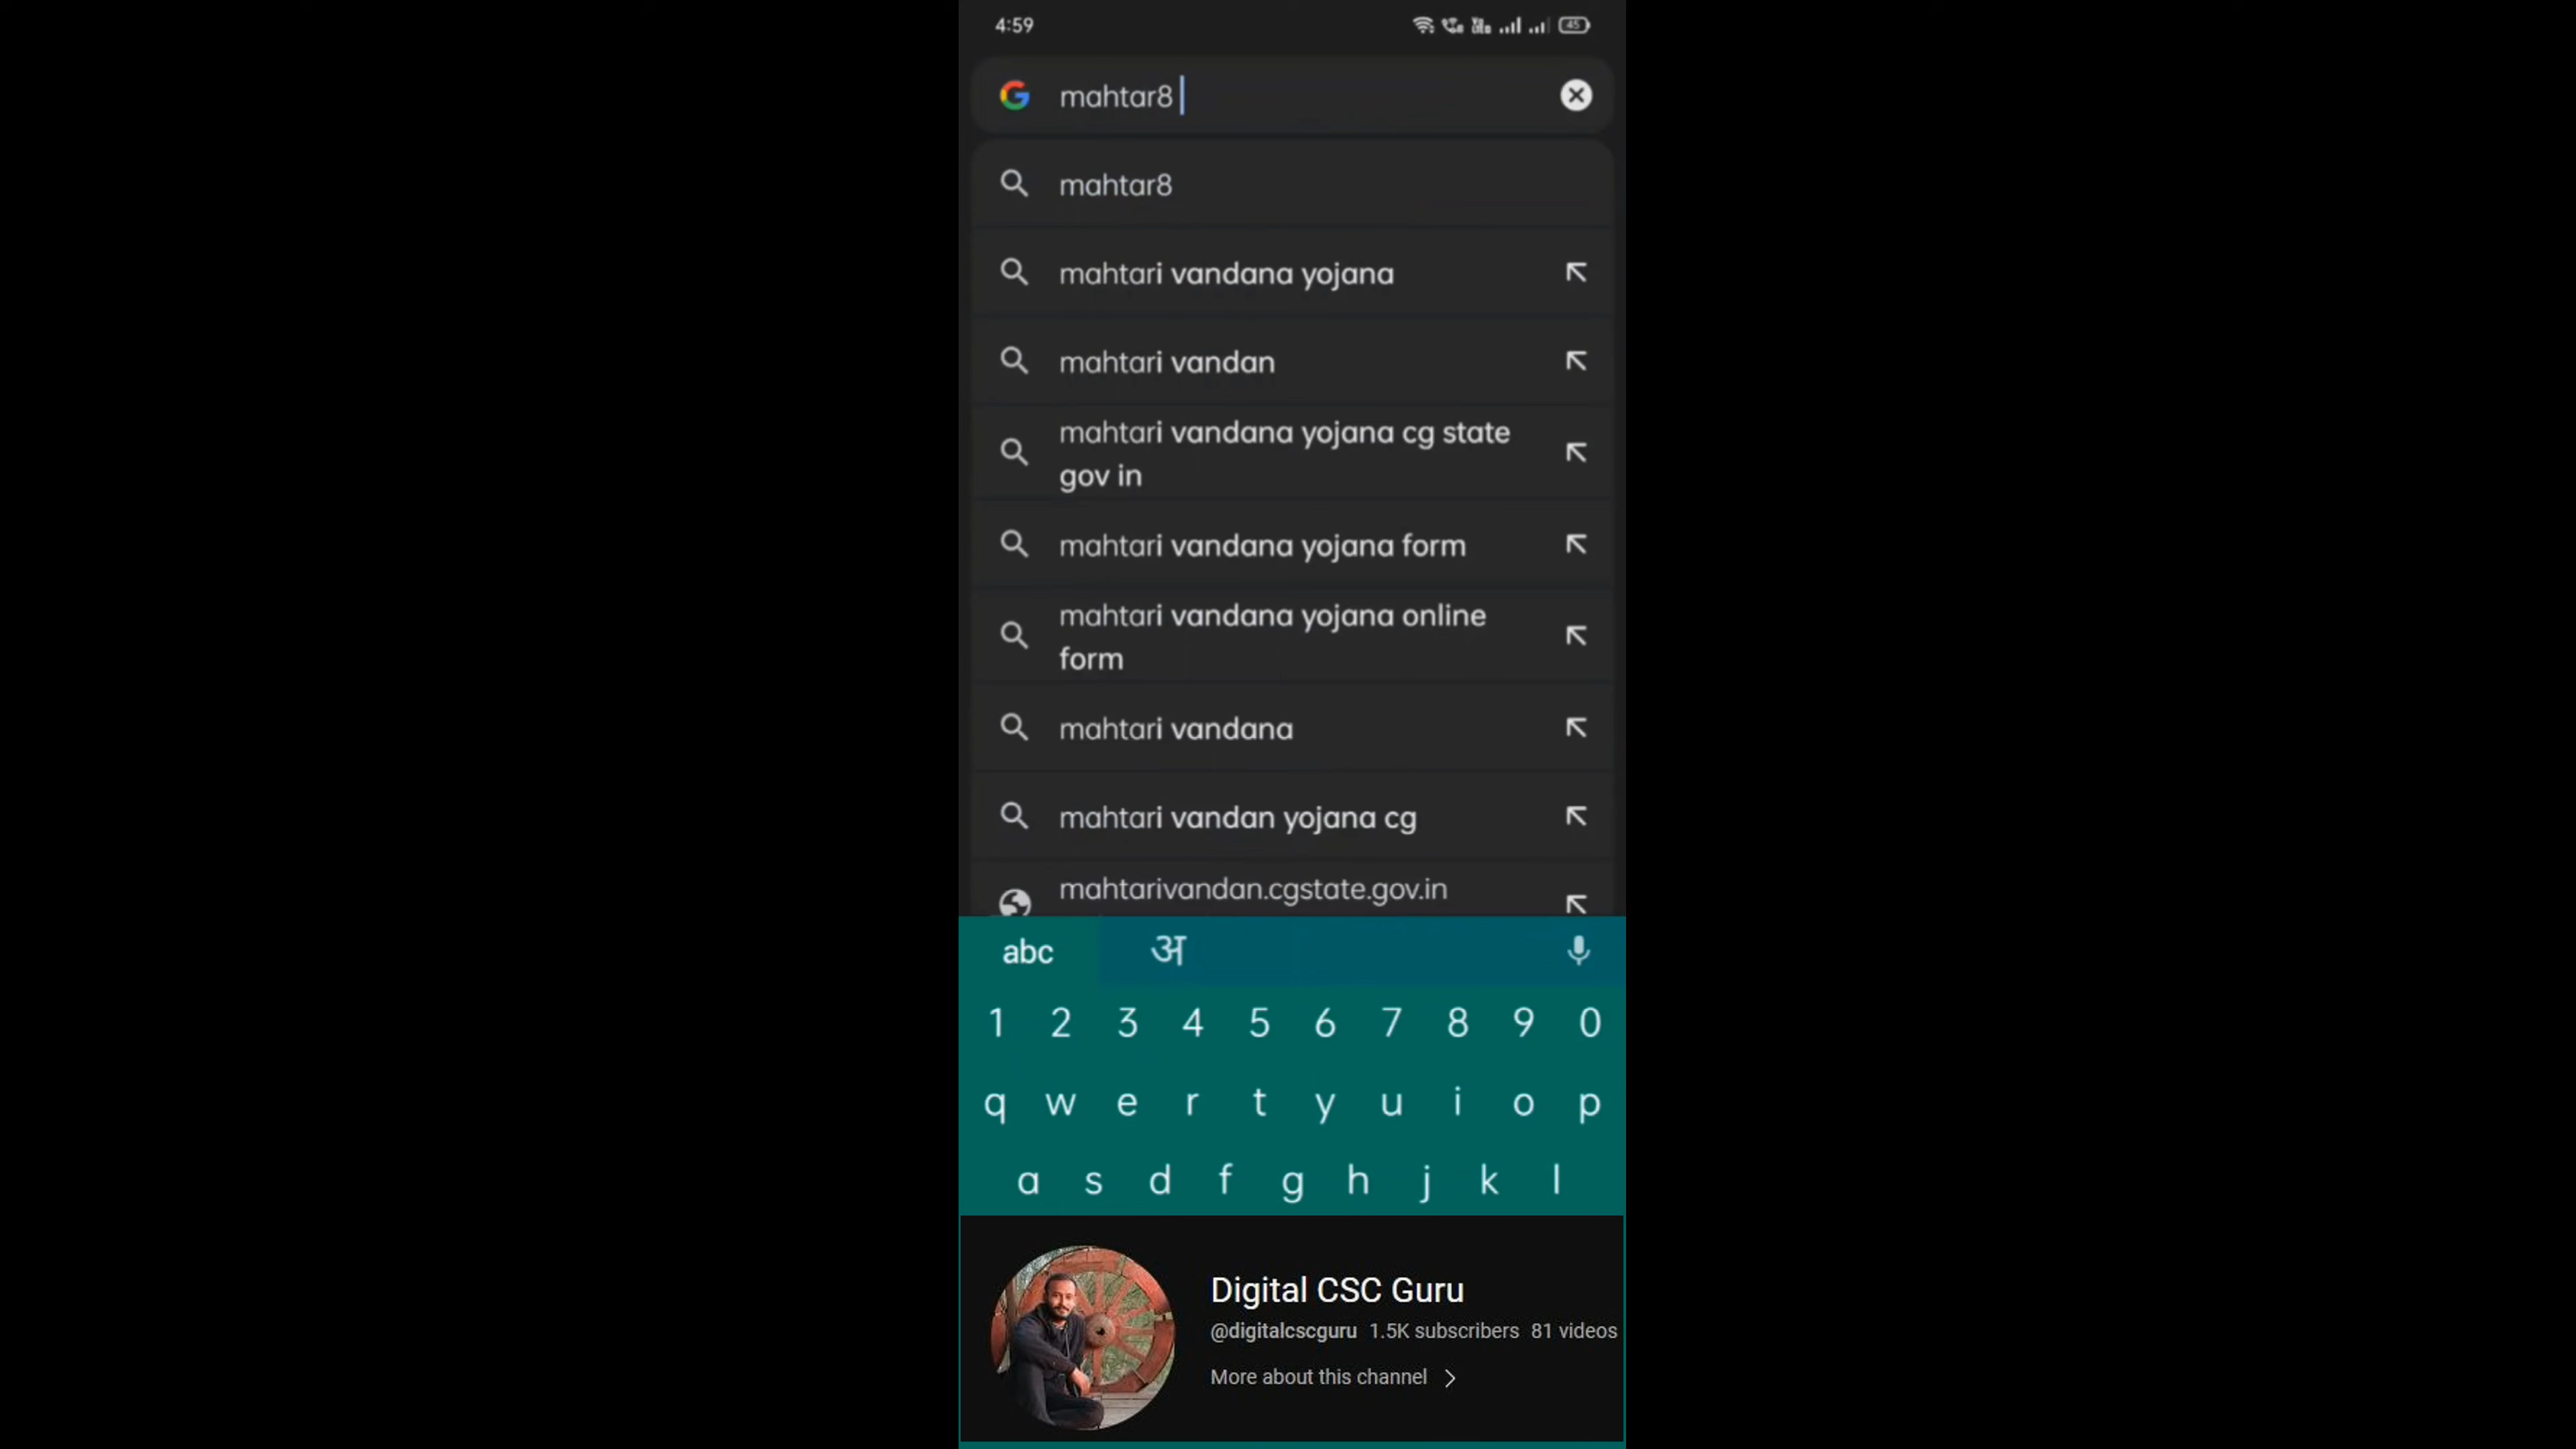 4:59
45
mahtar8
mahtar8
mahtari vandana yojana
mahtari vandan
mahtari vandana yojana cg state
gov in
mahtari vandana yojana form
mahtari vandana yojana online
form
mahtari vandana
mahtari vandan yojana cg
mahtarivandan.cgstate.gov.in
abc अ
1 2 3 4 5 6 7 8 9 0
q w e r t y u i o p
a s d f g h j k l
Digital CSC Guru
@digitalcscguru 1.5K subscribers 81 videos
More about this channel